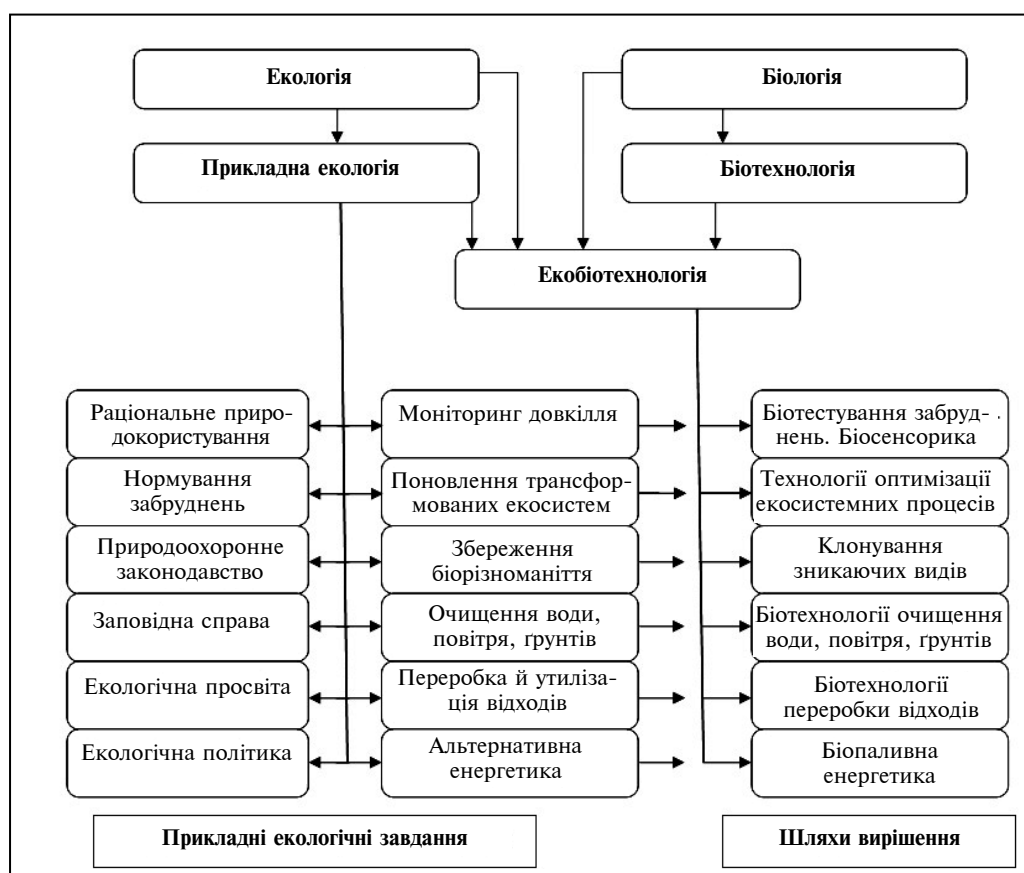 Екологія
Біологія
Прикладна екологія
Біотехнологія
Екобіотехнологія
Раціональне приро-
докористування
Моніторинг довкілля
Біотестування забруд-
нень. Біосенсорика
Нормування
забруднень
Поновлення трансфор-
мованих екосистем
Технології оптимізації
екосистемних процесів
Природоохоронне
законодавство
Збереження
біорізноманіття
Клонування
зникаючих видів
Заповідна справа
Очищення води,
повітря, ґрунтів
Біотехнології очищення
води, повітря, ґрунтів
Екологічна просвіта
Переробка й утиліза-
ція відходів
Біотехнології
переробки відходів
Екологічна політика
Альтернативна
енергетика
Біопаливна
енергетика
Прикладні екологічні завдання
Шляхи вирішення